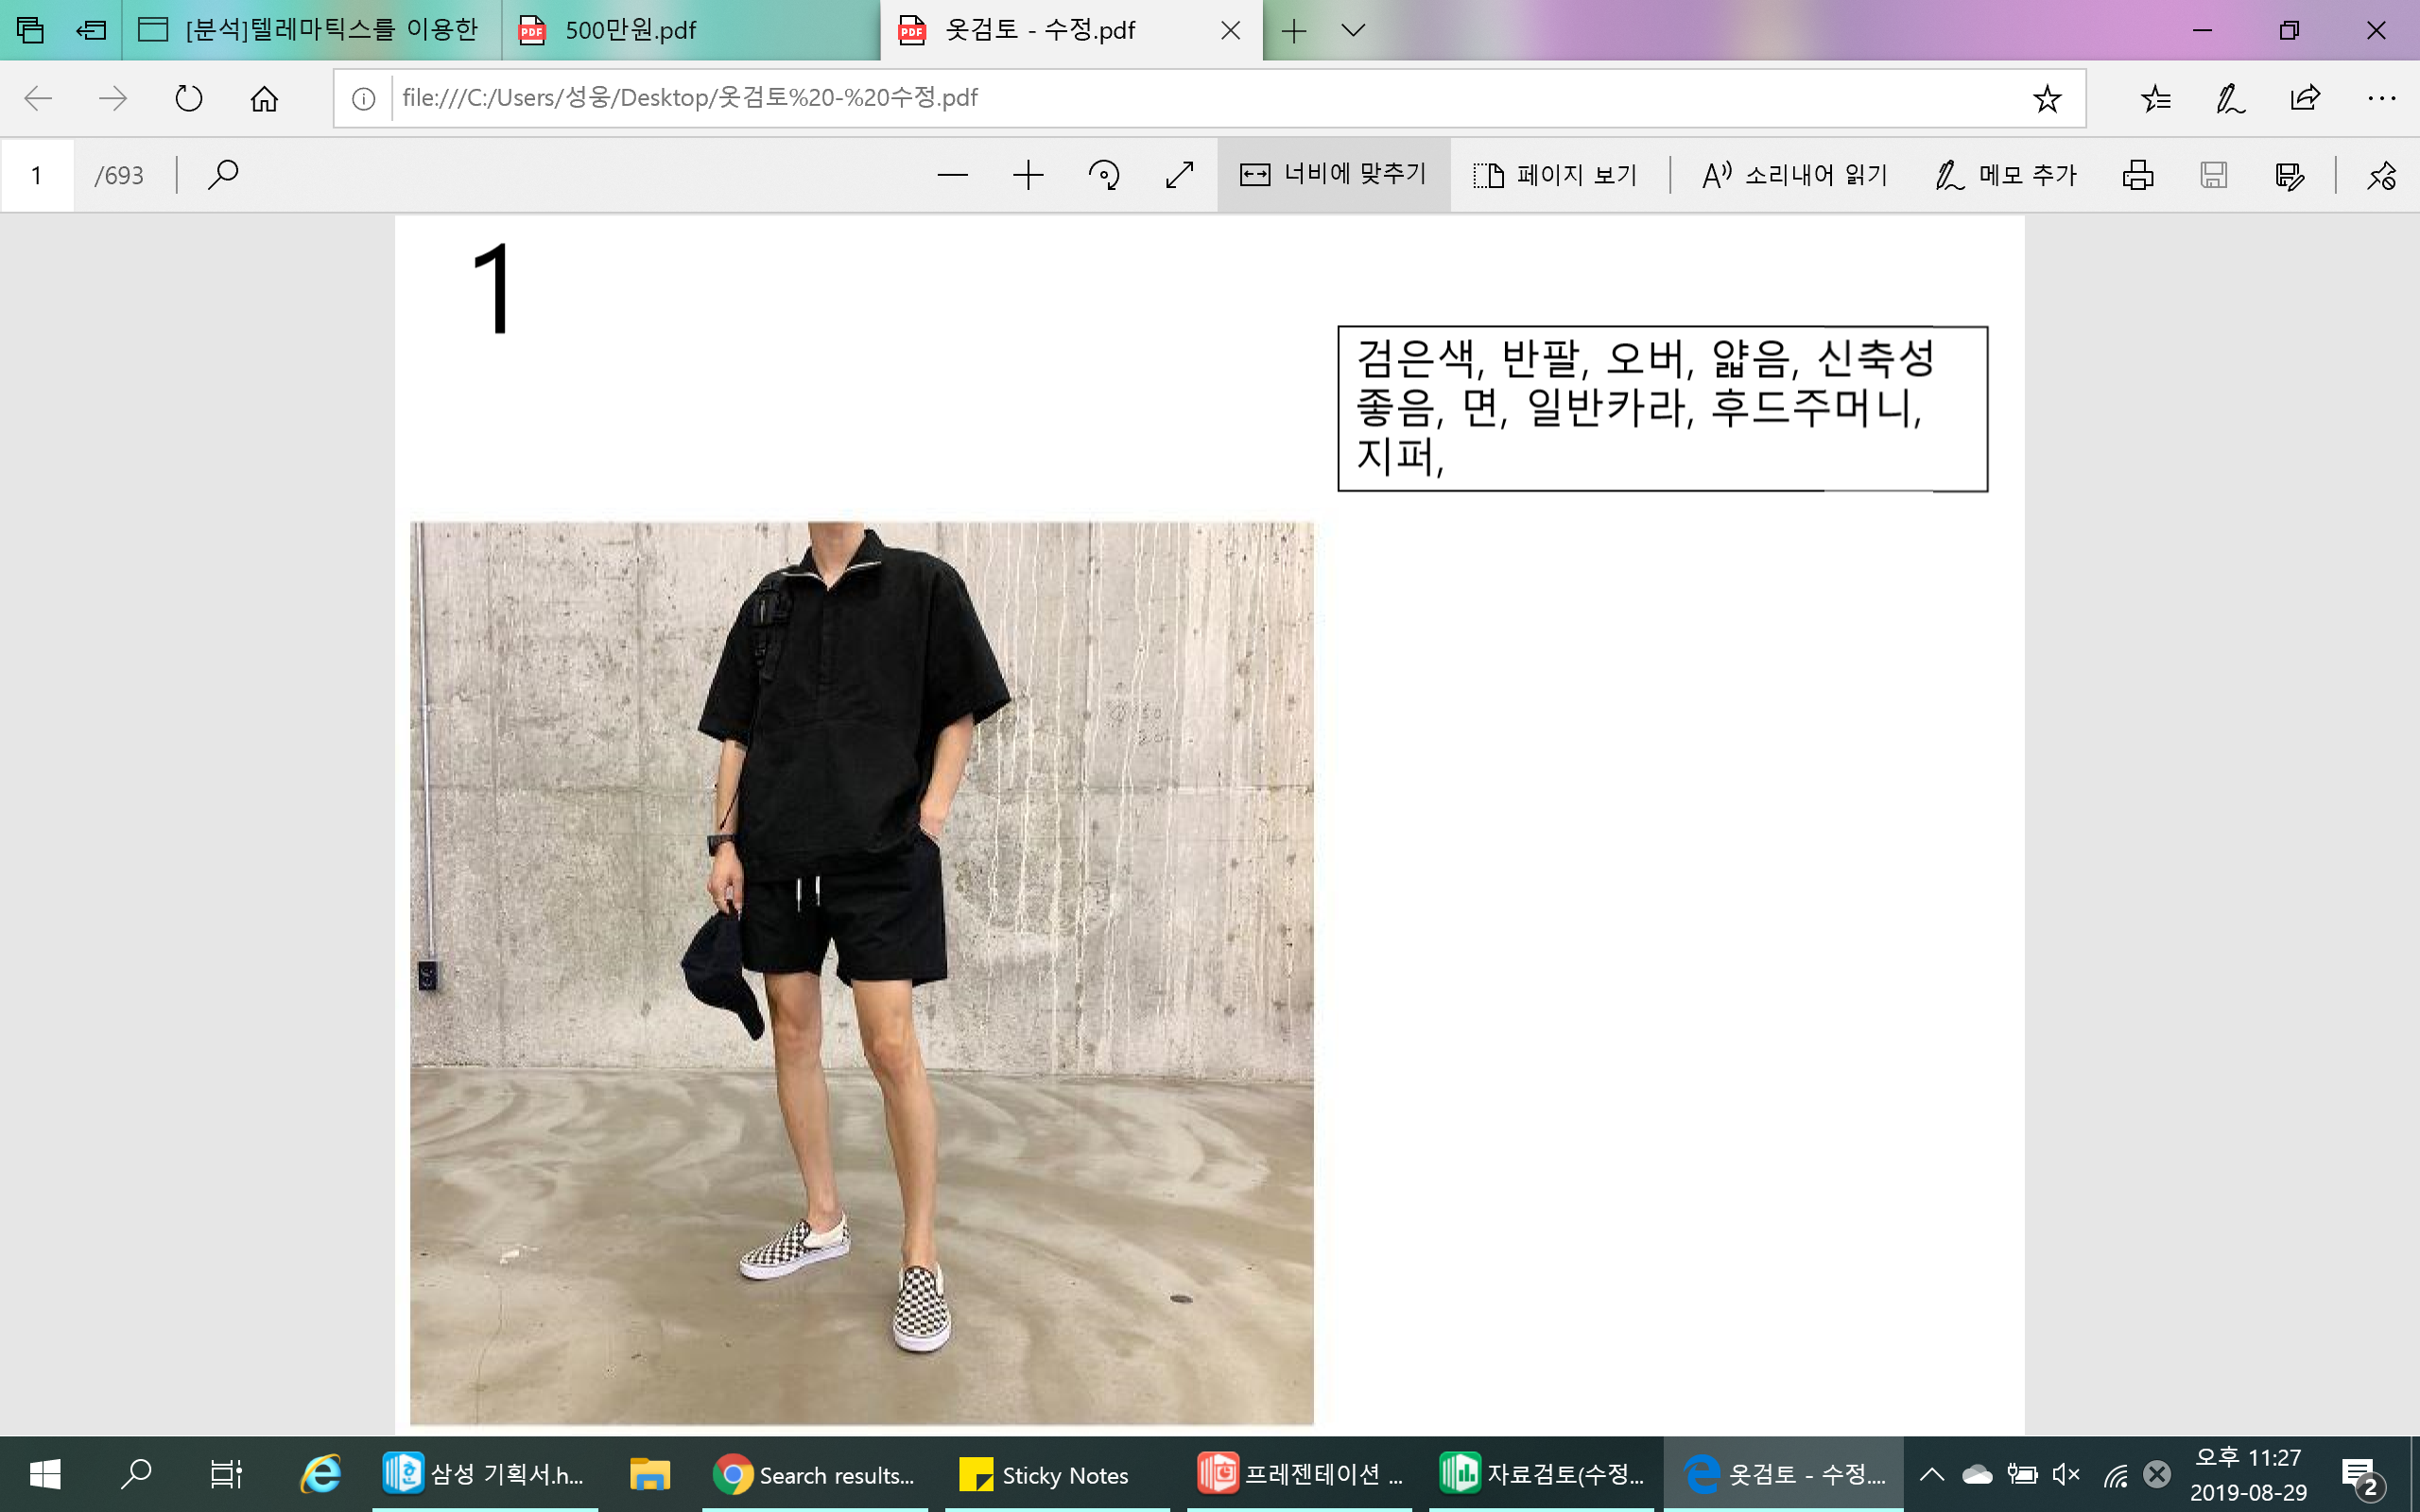 [분석]텔레마틱스를 이용한
500만원.pdf
옷검토 - 수정.pdf
file:///C:/Users/성웅/Desktop/옷검토%20-%20수정.pdf
1 /693
너비에 맞추기
페이지 보기
소리내어 읽기
메모 추가
1
검은색, 반팔, 오버, 얇음, 신축성
좋음, 면, 일반카라, 후드주머니,
지퍼,
삼성 기획서.h...
Search results...
Sticky Notes
프레젠테이션 ...
자료검토(수정...
옷검토 - 수정....
오후 11:27
2019-08-29
2